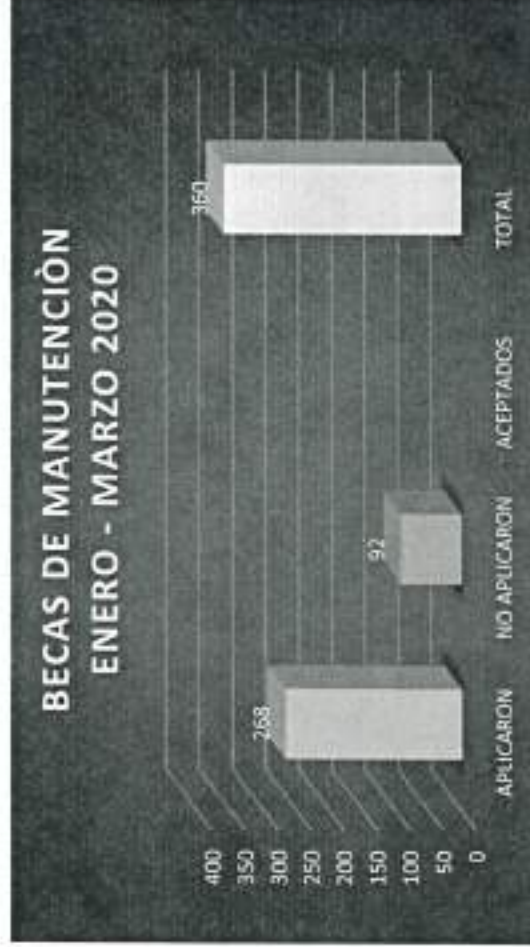 BECAS DE MANUTENCIÒN
ENERO - MARZO 2020
400
350
300
250
200
150
100
50
0
268
92
360
APLICARON
NO APLICARON
ACEPTADOS
TOTAL